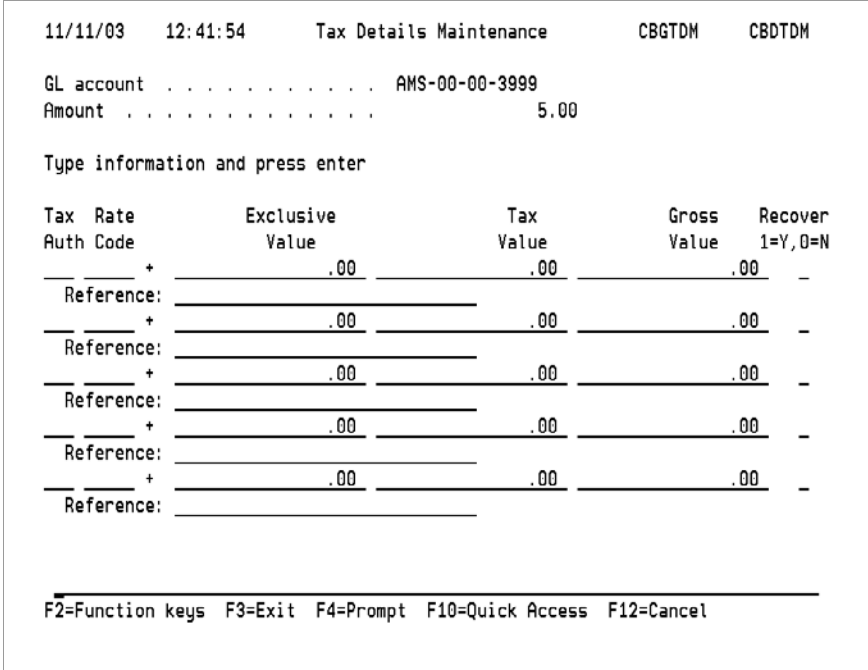 11/11/03 12:41:54 Tax Details Maintenance CBGTDM CBDTDM
GL account . . . . . . . . . . . AMS-00-00-3999
Amount . . . . . . . . . . . . . 5.00
Type information and press enter
Tax Rate Exclusive Tax Gross Recover
Auth Code Value Value Value 1=Y,0=N
+ .00 .00 .00
Reference:
+ .00 .00 .00
Reference:
+ .00 .00 .00
Reference:
+ .00 .00 .00
Reference:
+ .00 .00 .00
Reference:
F2=Function keys F3=Exit F4=Prompt F10=Quick Access F12=Cancel